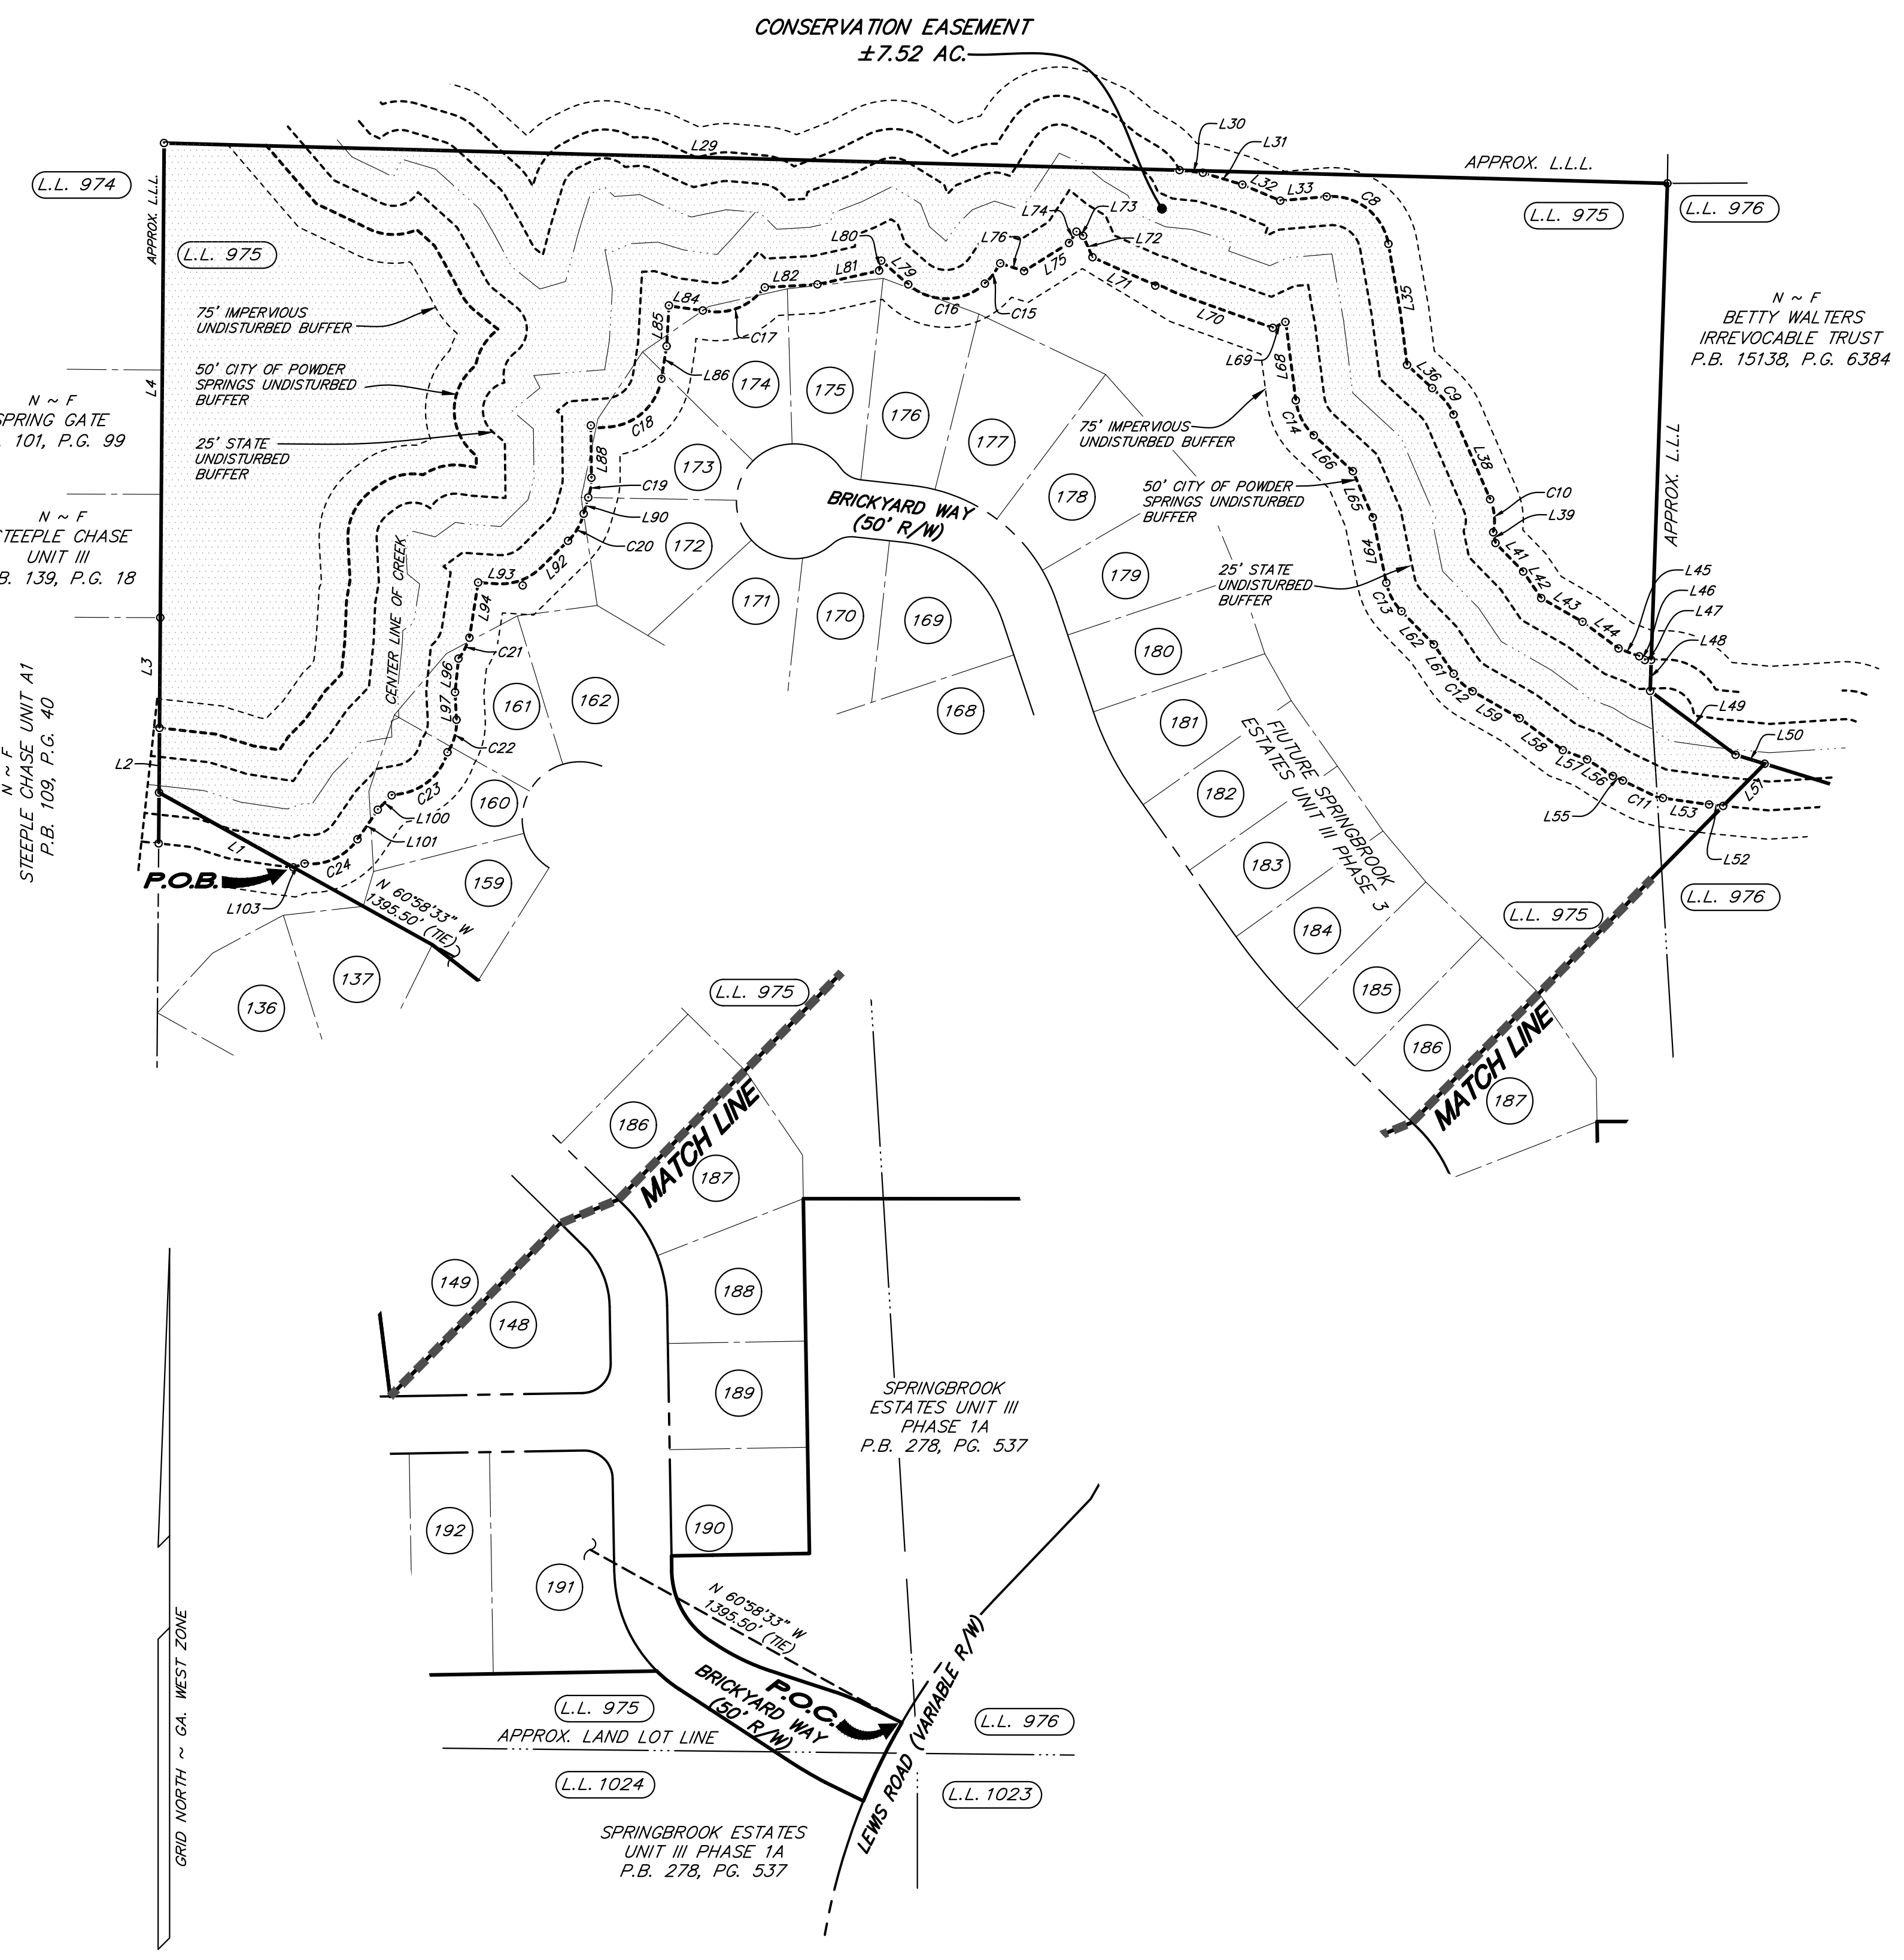 CONSERVATION EASEMENT
±7.52 AC.
L30
L31
L29
APPROX. L.L.L.
L.L. 974
APPROX. L.L.L.
L32
L33
C8
L.L. 975
L.L. 976
L.L. 975
L74
L73
L72
L80
L76
L79
L75
L81
L82
L71
L35
C16
C15
L84
C17
L70
75' IMPERVIOUS
UNDISTURBED BUFFER
L85
L86
L69
L67
L36
C9
N ~ F
BETTY WALTERS
IRREVOCABLE TRUST
P.B. 15138, P.G. 6384
50' CITY OF POWDER
SPRINGS UNDISTURBED
BUFFER
L4
174
175
176
177
N ~ F
SPRING GATE
101, P.G. 99
C18
C14
75' IMPERVIOUS
UNDISTURBED BUFFER
25' STATE
UNDISTURBED
BUFFER
L88
173
L66
L38
APPROX. L.L.L
C19
178
50' CITY OF POWDER
SPRINGS UNDISTURBED
BUFFER
L65
C10
BRICKYARD WAY
(50' R/W)
L90
N ~ F
STEEPLE CHASE
UNIT III
P.B. 139, P.G. 18
C20
172
L39
L64
L41
CENTER LINE OF CREEK
L92
L93
179
25' STATE
UNDISTURBED
BUFFER
L42
L45
L46
L47
L48
171
170
169
C13
L43
L94
L62
L44
C21
L3
L96
180
L61
C12
161
162
L97
168
181
L59
L49
FIUTURE SPRINGBROOK
ESTATES UNIT III PHASE 3
N ~ F
STEEPLE CHASE UNIT A1
P.B. 109, P.G. 40
C22
L58
L50
L2
L57
L56
L51
C23
160
182
L55
C11
L53
L100
L101
L1
L52
C24
P.O.B.
159
183
L103
N 60°58'33" W
1395.50' (TIE)
L.L. 976
L.L. 975
184
137
136
185
186
MATCH LINE
187
L.L. 975
186
MATCH LINE
187
149
188
148
189
SPRINGBROOK
ESTATES UNIT III
PHASE 1A
P.B. 278, PG. 537
192
190
191
N 60°58'33" W
1395.50' (TIE)
GRID NORTH ~ GA. WEST ZONE
BRICKYARD WAY
(50' R/W)
P.O.C.
LEWIS ROAD (VARIABLE R/W)
L.L. 975
L.L. 976
APPROX. LAND LOT LINE
L.L. 1024
L.L. 1023
SPRINGBROOK ESTATES
UNIT III PHASE 1A
P.B. 278, PG. 537